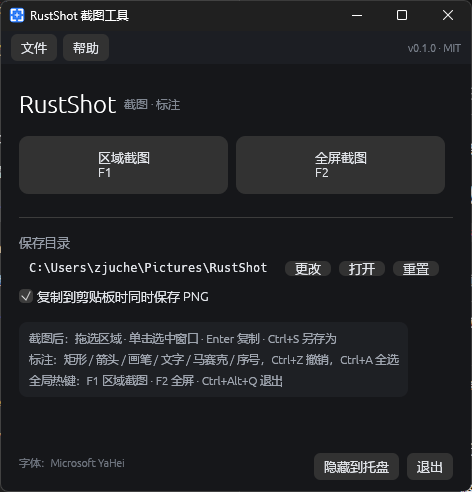 RustShot 截图工具
文件 帮助 v0.1.0 · MIT
RustShot 截图 · 标注
区域截图 全屏截图
F1 F2
保存目录
C:\Users\zjuche\Pictures\RustShot 更改 打开 重置
复制到剪贴板时同时保存 PNG
截图后：拖选区域 · 单击选中窗口 · Enter 复制 · Ctrl+S 另存为
标注：矩形 / 箭头 / 画笔 / 文字 / 马赛克 / 序号，Ctrl+Z 撤销，Ctrl+A 全选
全局热键：F1 区域截图 · F2 全屏 · Ctrl+Alt+Q 退出
字体：Microsoft YaHei 隐藏到托盘 退出